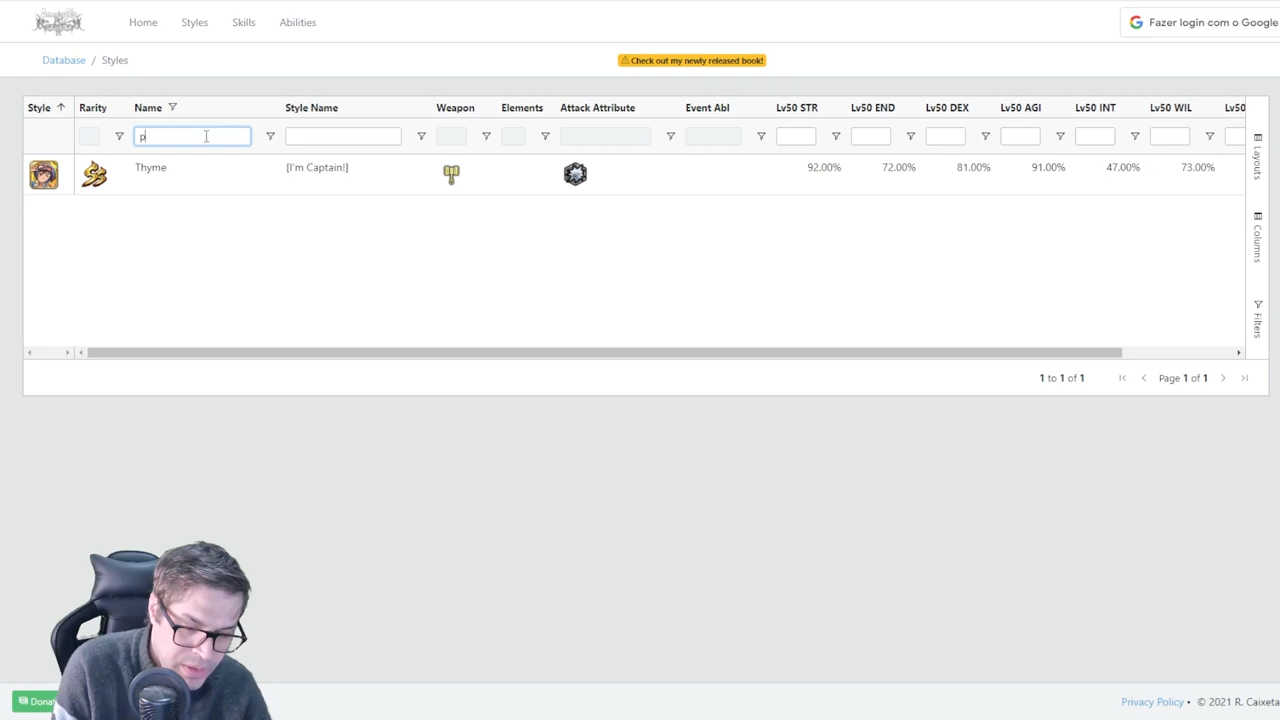 Home Styles Skills Abilities
Fazer login com o Google
Database / Styles
Check out my newly released book!
Style Rarity Name Style Name Weapon Elements Attack Attribute Event Abl Lv50 STR Lv50 END Lv50 DEX Lv50 AGI Lv50 INT Lv50 WIL Lv50
p
Thyme [I'm Captain!] 92.00% 72.00% 81.00% 91.00% 47.00% 73.00%
Layouts
Columns
Filters
1 to 1 of 1 Page 1 of 1
Dona
Privacy Policy • © 2021 R. Caixeta